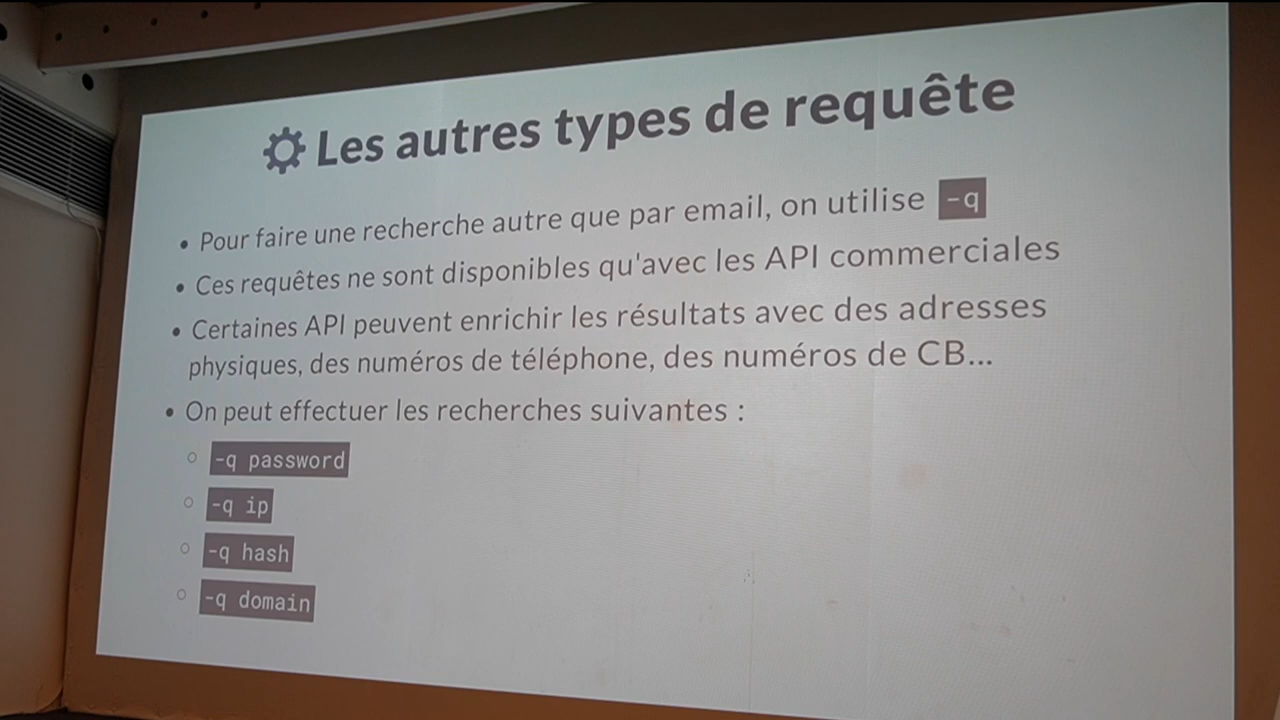 Les autres types de requête
• Pour faire une recherche autre que par email, on utilise -q
• Ces requêtes ne sont disponibles qu'avec les API commerciales
• Certaines API peuvent enrichir les résultats avec des adresses
physiques, des numéros de téléphone, des numéros de CB...
• On peut effectuer les recherches suivantes :
○ -q password
○ -q ip
○ -q hash
○ -q domain